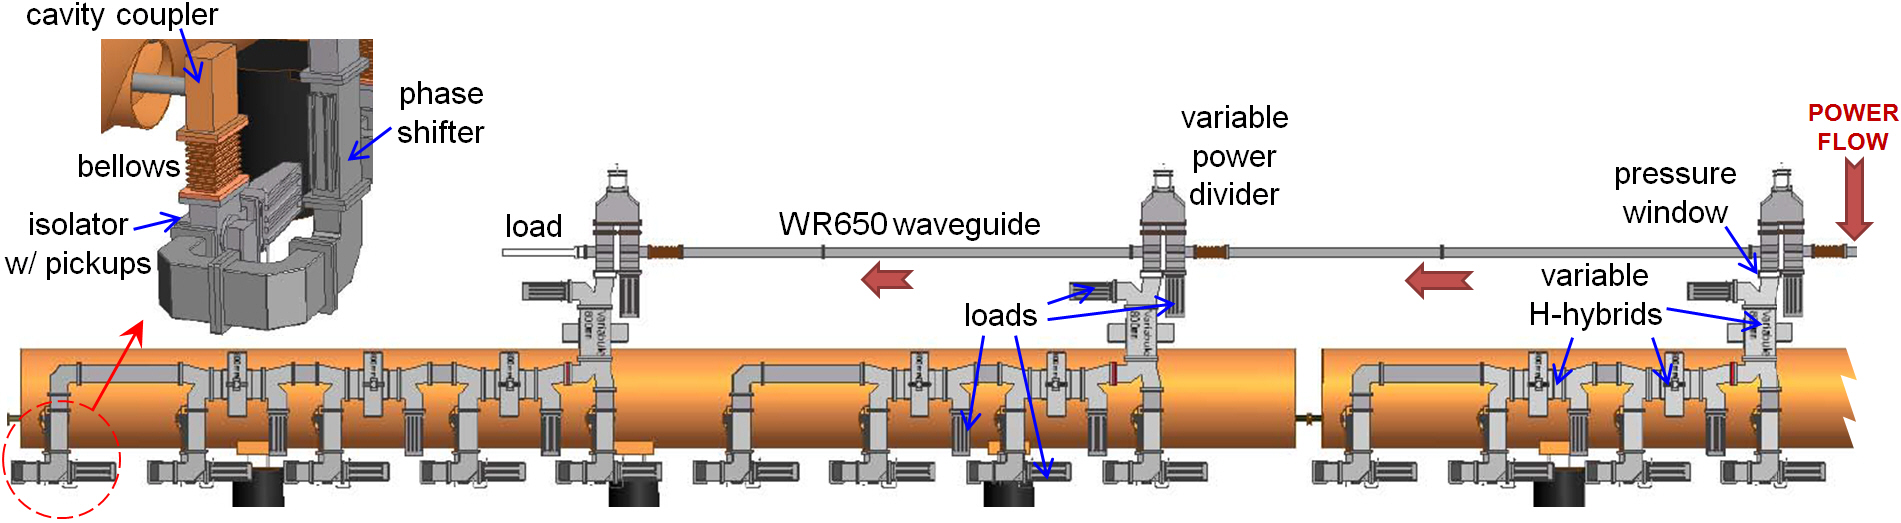 cavity coupler
phase
shifter
bellows
isolator
w/ pickups
load
WR650 waveguide
variable
power
divider
POWER
FLOW
pressure
window
loads
variable
H-hybrids